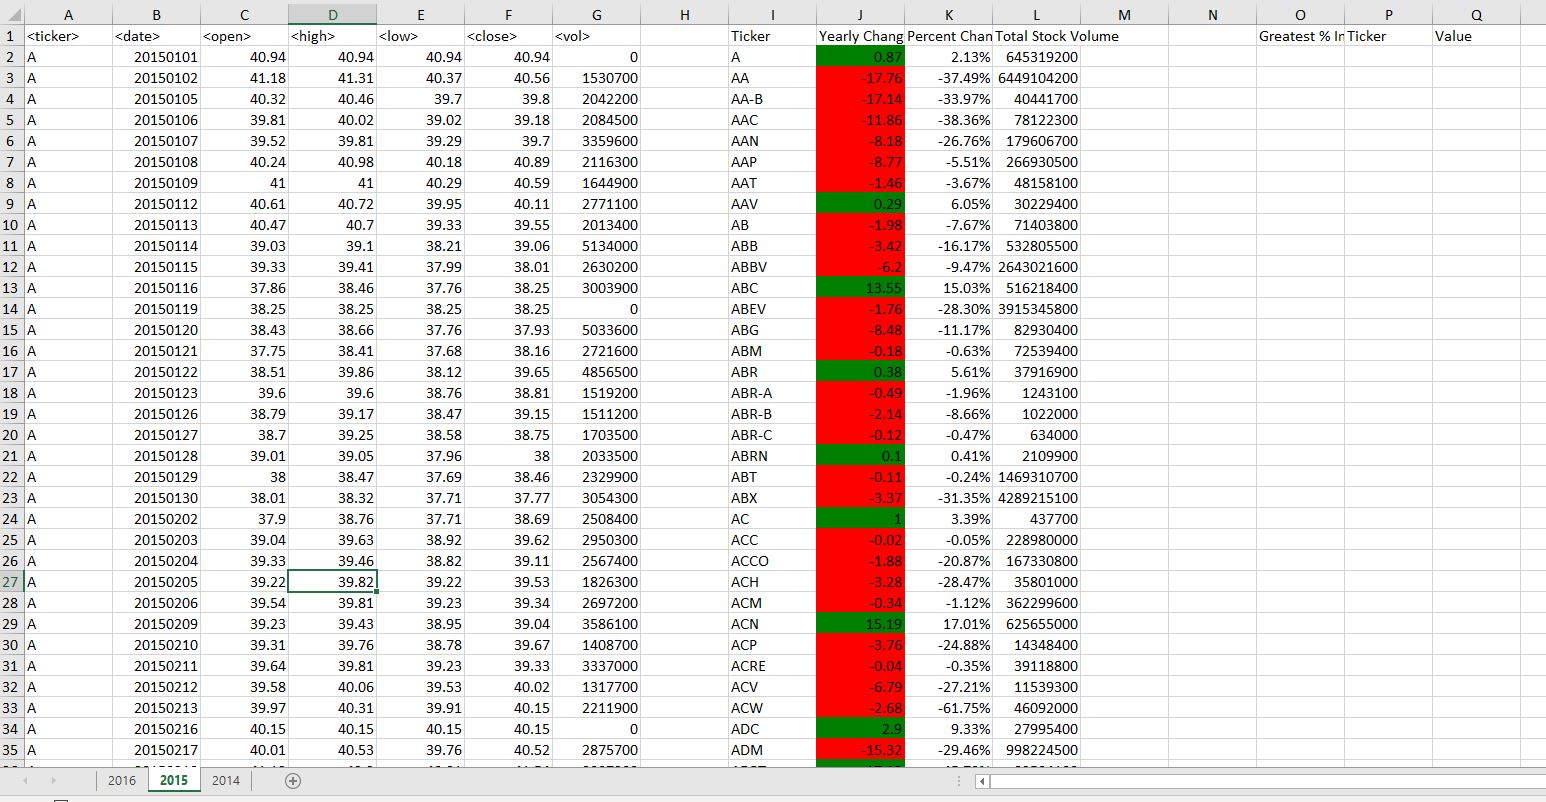 A B C D E F G H I J K L M N O P Q
1 <ticker> <date> <open> <high> <low> <close> <vol> Ticker Yearly Chang Percent Chan Total Stock Volume Greatest % In Ticker Value
2 A 20150101 40.94 40.94 40.94 40.94 0 A 0.87 2.13% 645319200
3 A 20150102 41.18 41.31 40.37 40.56 1530700 AA -17.76 -37.49% 6449104200
4 A 20150105 40.32 40.46 39.7 39.8 2042200 AA-B -17.14 -33.97% 40441700
5 A 20150106 39.81 40.02 39.02 39.18 2084500 AAC -11.86 -38.36% 78122300
6 A 20150107 39.52 39.81 39.29 39.7 3359600 AAN -8.18 -26.76% 179606700
7 A 20150108 40.24 40.98 40.18 40.89 2116300 AAP -8.77 -5.51% 266930500
8 A 20150109 41 41 40.29 40.59 1644900 AAT -1.46 -3.67% 48158100
9 A 20150112 40.61 40.72 39.95 40.11 2771100 AAV 0.29 6.05% 30229400
10 A 20150113 40.47 40.7 39.33 39.55 2013400 AB -1.98 -7.67% 71403800
11 A 20150114 39.03 39.1 38.21 39.06 5134000 ABB -3.42 -16.17% 532805500
12 A 20150115 39.33 39.41 37.99 38.01 2630200 ABBV -6.2 -9.47% 2643021600
13 A 20150116 37.86 38.46 37.76 38.25 3003900 ABC 13.55 15.03% 516218400
14 A 20150119 38.25 38.25 38.25 38.25 0 ABEV -1.76 -28.30% 3915345800
15 A 20150120 38.43 38.66 37.76 37.93 5033600 ABG -8.48 -11.17% 82930400
16 A 20150121 37.75 38.41 37.68 38.16 2721600 ABM -0.18 -0.63% 72539400
17 A 20150122 38.51 39.86 38.12 39.65 4856500 ABR 0.38 5.61% 37916900
18 A 20150123 39.6 39.6 38.76 38.81 1519200 ABR-A -0.49 -1.96% 1243100
19 A 20150126 38.79 39.17 38.47 39.15 1511200 ABR-B -2.14 -8.66% 1022000
20 A 20150127 38.7 39.25 38.58 38.75 1703500 ABR-C -0.12 -0.47% 634000
21 A 20150128 39.01 39.05 37.96 38 2033500 ABRN 0.1 0.41% 2109900
22 A 20150129 38 38.47 37.69 38.46 2329900 ABT -0.11 -0.24% 1469310700
23 A 20150130 38.01 38.32 37.71 37.77 3054300 ABX -3.37 -31.35% 4289215100
24 A 20150202 37.9 38.76 37.71 38.69 2508400 AC 1 3.39% 437700
25 A 20150203 39.04 39.63 38.92 39.62 2950300 ACC -0.02 -0.05% 228980000
26 A 20150204 39.33 39.46 38.82 39.11 2567400 ACCO -1.88 -20.87% 167330800
27 A 20150205 39.22 39.82 39.22 39.53 1826300 ACH -3.28 -28.47% 35801000
28 A 20150206 39.54 39.81 39.23 39.34 2697200 ACM -0.34 -1.12% 362299600
29 A 20150209 39.23 39.43 38.95 39.04 3586100 ACN 15.19 17.01% 625655000
30 A 20150210 39.31 39.76 38.78 39.67 1408700 ACP -3.76 -24.88% 14348400
31 A 20150211 39.64 39.81 39.23 39.33 3337000 ACRE -0.04 -0.35% 39118800
32 A 20150212 39.58 40.06 39.53 40.02 1317700 ACV -6.79 -27.21% 11539300
33 A 20150213 39.97 40.31 39.91 40.15 2211900 ACW -2.68 -61.75% 46092000
34 A 20150216 40.15 40.15 40.15 40.15 0 ADC 2.9 9.33% 27995400
35 A 20150217 40.01 40.53 39.76 40.52 2875700 ADM -15.32 -29.46% 998224500
2016 2015 2014